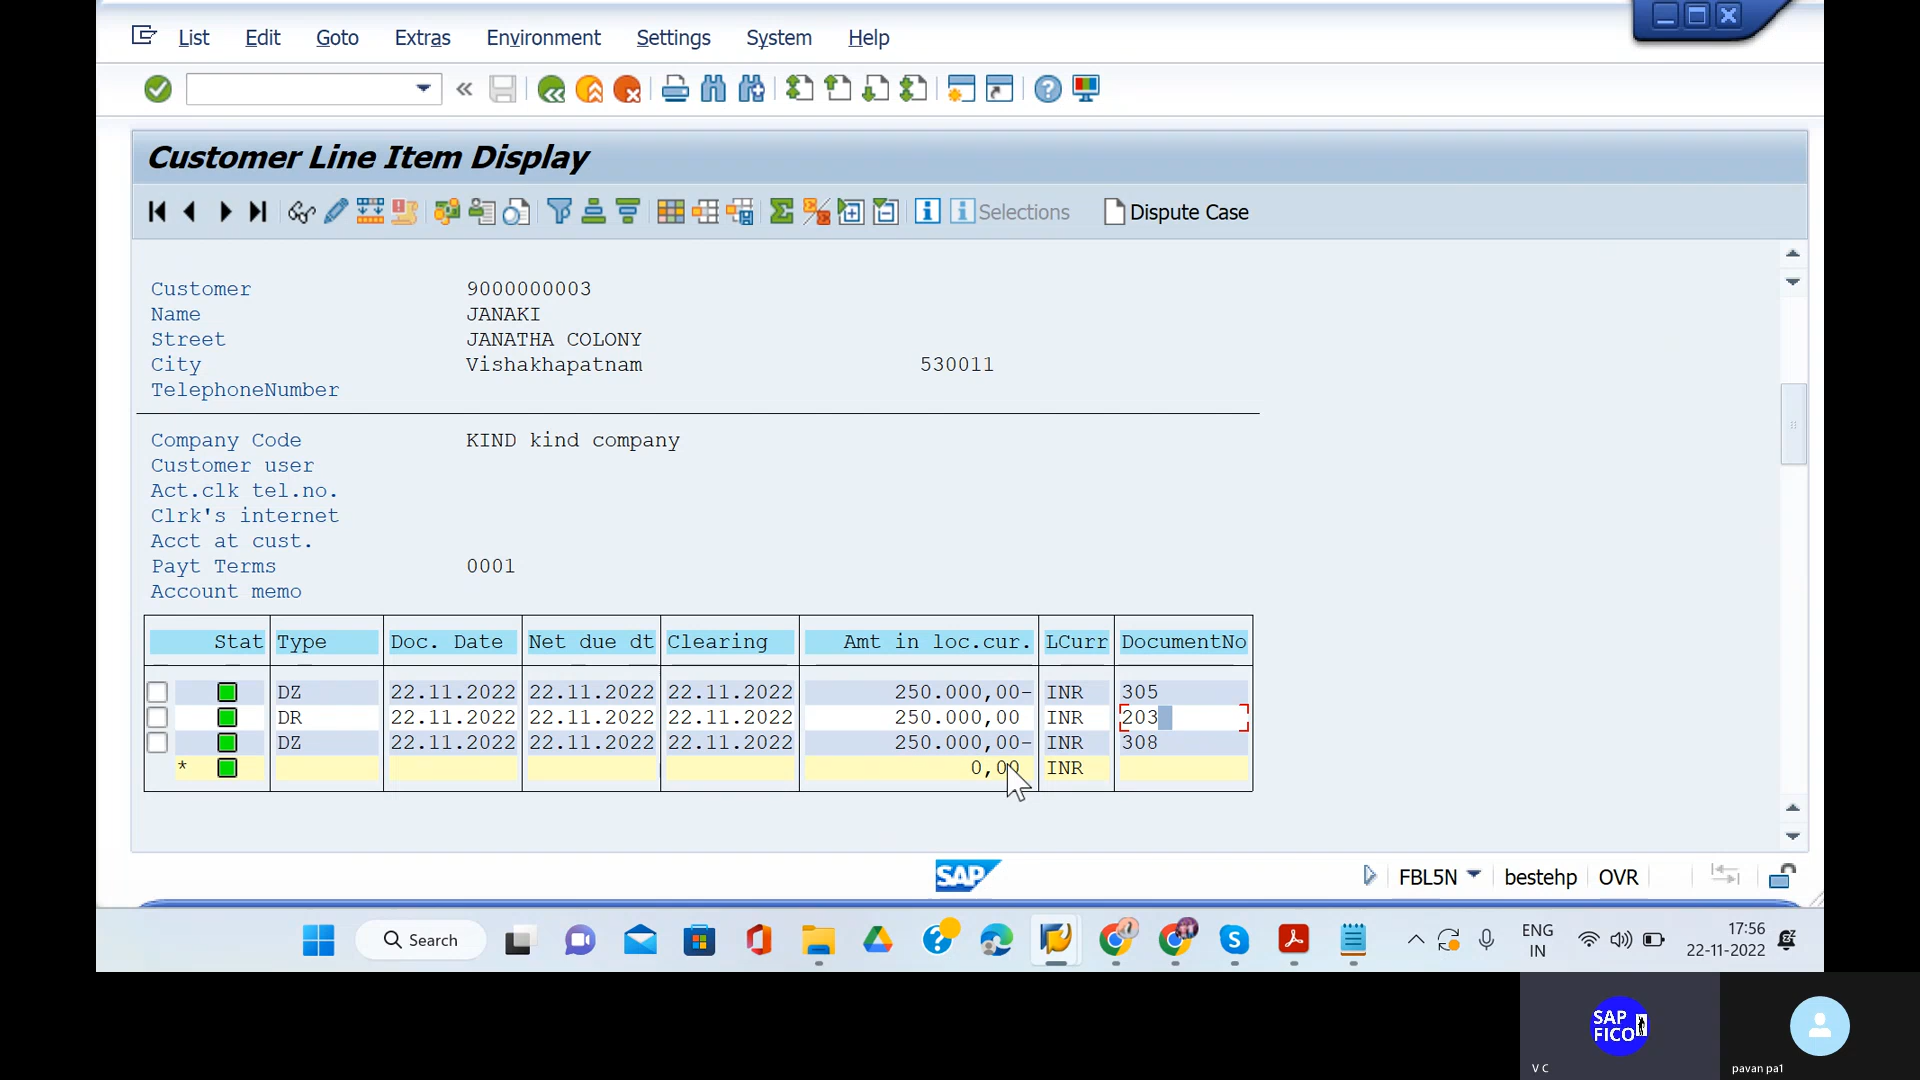 List Edit Goto Extras Environment Settings System Help
Customer Line Item Display
Selections Dispute Case
Customer 9000000003
Name JANAKI
Street JANATHA COLONY
City Vishakhapatnam 530011
TelephoneNumber
Company Code KIND kind company
Customer user
Act.clk tel.no.
Clrk's internet
Acct at cust.
Payt Terms 0001
Account memo
Stat Type Doc. Date Net due dt Clearing Amt in loc.cur. LCurr DocumentNo
DZ 22.11.2022 22.11.2022 22.11.2022 250.000,00- INR 305
DR 22.11.2022 22.11.2022 22.11.2022 250.000,00 INR 203
DZ 22.11.2022 22.11.2022 22.11.2022 250.000,00- INR 308
* 0,00 INR
SAP FBL5N bestehp OVR
Search ENG 17:56
IN 22-11-2022
SAP
FICO
V C pavan pa1